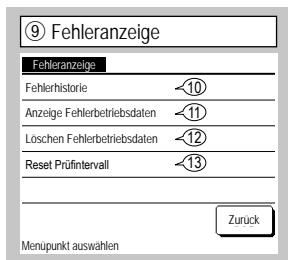 ⑨ Fehleranzeige
Fehleranzeige
Fehlerhistorie ⑩
Anzeige Fehlerbetriebsdaten ⑪
Löschen Fehlerbetriebsdaten ⑫
Reset Prüfintervall ⑬
Zurück
Menüpunkt auswählen